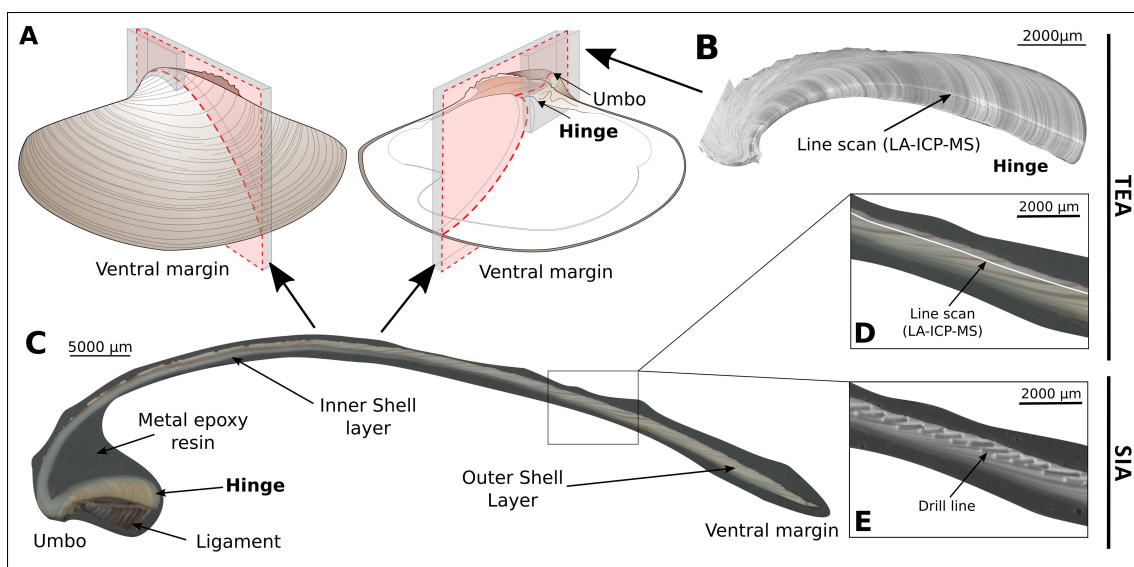 A
Umbo
Hinge
Ventral margin
Ventral margin
B
2000µm
Line scan (LA-ICP-MS)
Hinge
TEA
C
5000 µm
Inner Shell
layer
Metal epoxy
resin
Hinge
Outer Shell
Layer
Umbo
Ligament
Ventral margin
2000 µm
Line scan
(LA-ICP-MS)
D
2000 µm
Drill line
E
SIA